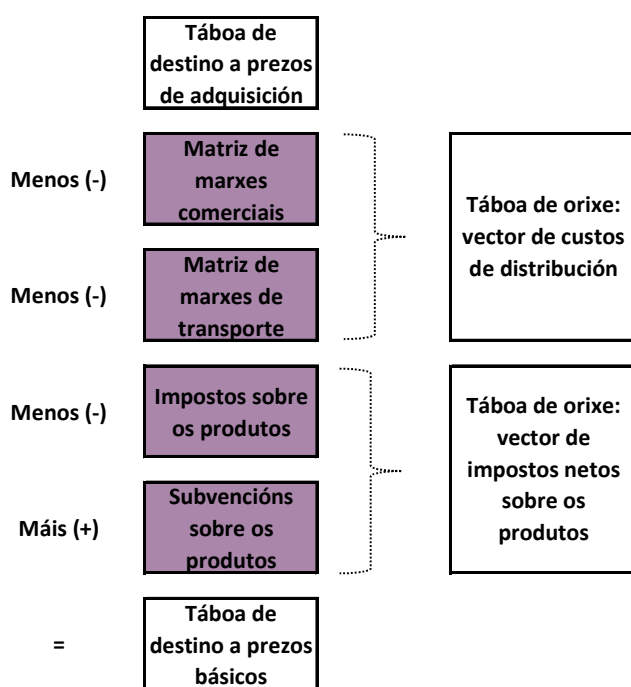 Táboa de
destino a prezos
de adquisición
Menos (-)
Matriz de
marxes
comerciais
Menos (-)
Matriz de
marxes de
transporte
Táboa de orixe:
vector de custos
de distribución
Menos (-)
Impostos sobre
os produtos
Máis (+)
Subvencións
sobre os
produtos
Táboa de orixe:
vector de
impostos netos
sobre os
produtos
=
Táboa de
destino a prezos
básicos